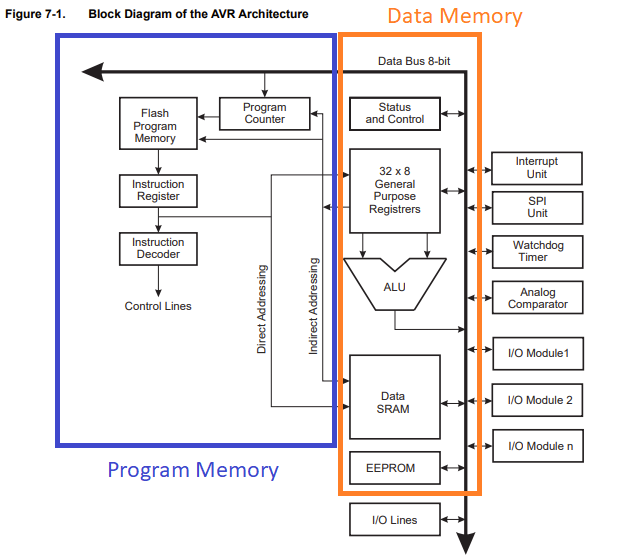 Figure 7-1. Block Diagram of the AVR Architecture
Data Memory
Data Bus 8-bit
Flash
Program
Memory
Program
Counter
Status
and Control
Instruction
Register
32 x 8
General
Purpose
Registrers
Interrupt
Unit
SPI
Unit
Instruction
Decoder
Watchdog
Timer
Control Lines
Direct Addressing
Indirect Addressing
ALU
Analog
Comparator
I/O Module1
Data
SRAM
I/O Module 2
I/O Module n
Program Memory
EEPROM
I/O Lines